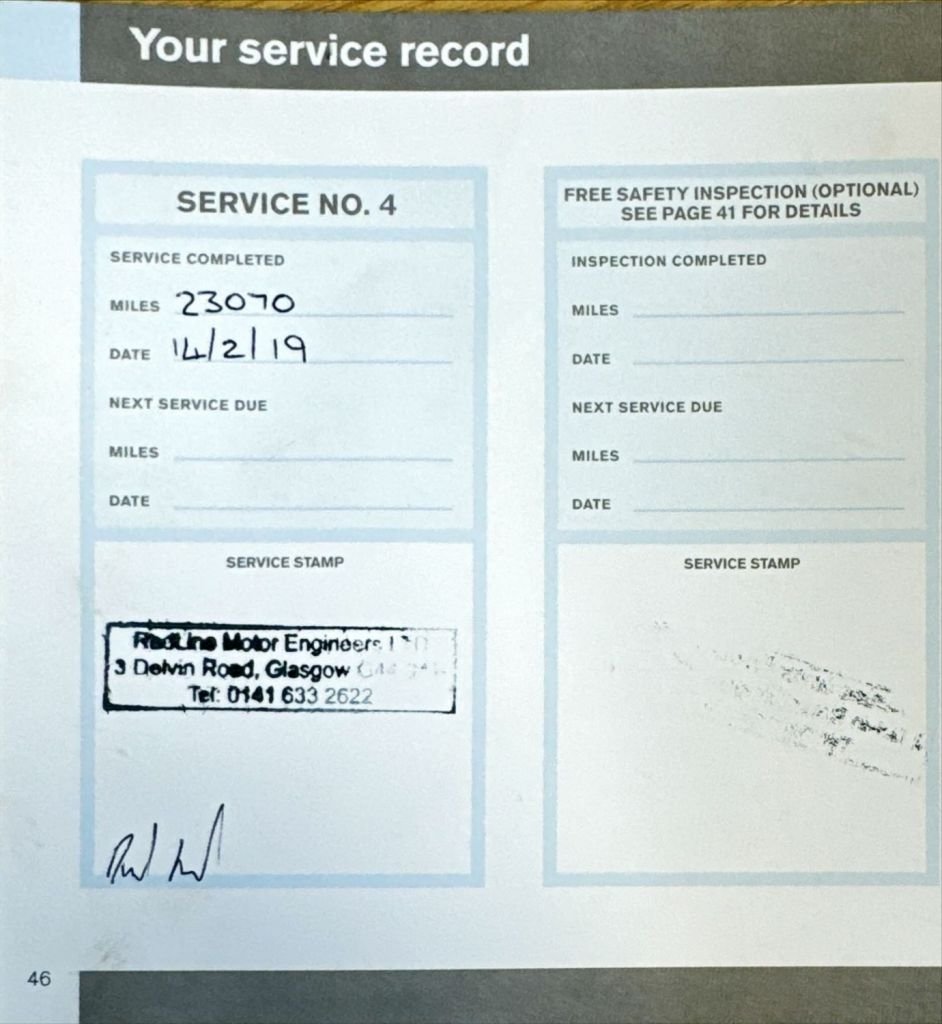 Your service record
SERVICE NO. 4
SERVICE COMPLETED
MILES 23070
DATE 14/2/19
NEXT SERVICE DUE
MILES
DATE
SERVICE STAMP
RedLine Motor Engineers LTD
3 Delvin Road, Glasgow
Tel: 0141 633 2622
FREE SAFETY INSPECTION (OPTIONAL)
SEE PAGE 41 FOR DETAILS
INSPECTION COMPLETED
MILES
DATE
NEXT SERVICE DUE
MILES
DATE
SERVICE STAMP
46